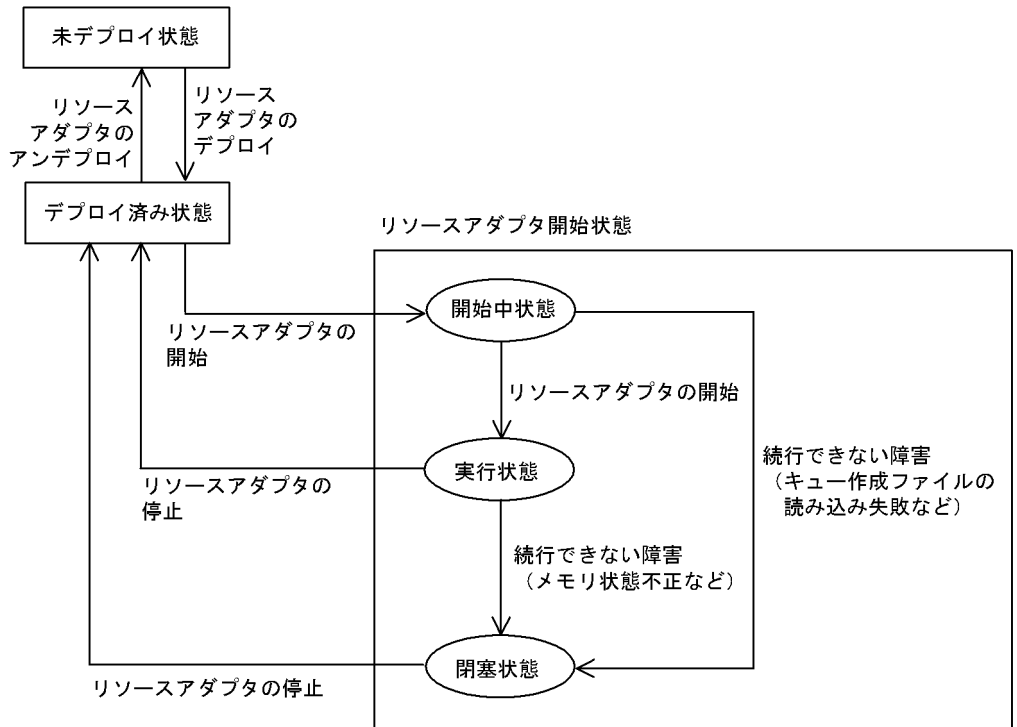 未デプロイ状態
リソース
アダプタの
アンデプロイ
リソース
アダプタの
デプロイ
デプロイ済み状態
リソースアダプタ開始状態
開始中状態
リソースアダプタの
開始
リソースアダプタの開始
実行状態
リソースアダプタの
停止
続行できない障害
（キュー作成ファイルの
読み込み失敗など）
続行できない障害
（メモリ状態不正など）
閉塞状態
リソースアダプタの停止